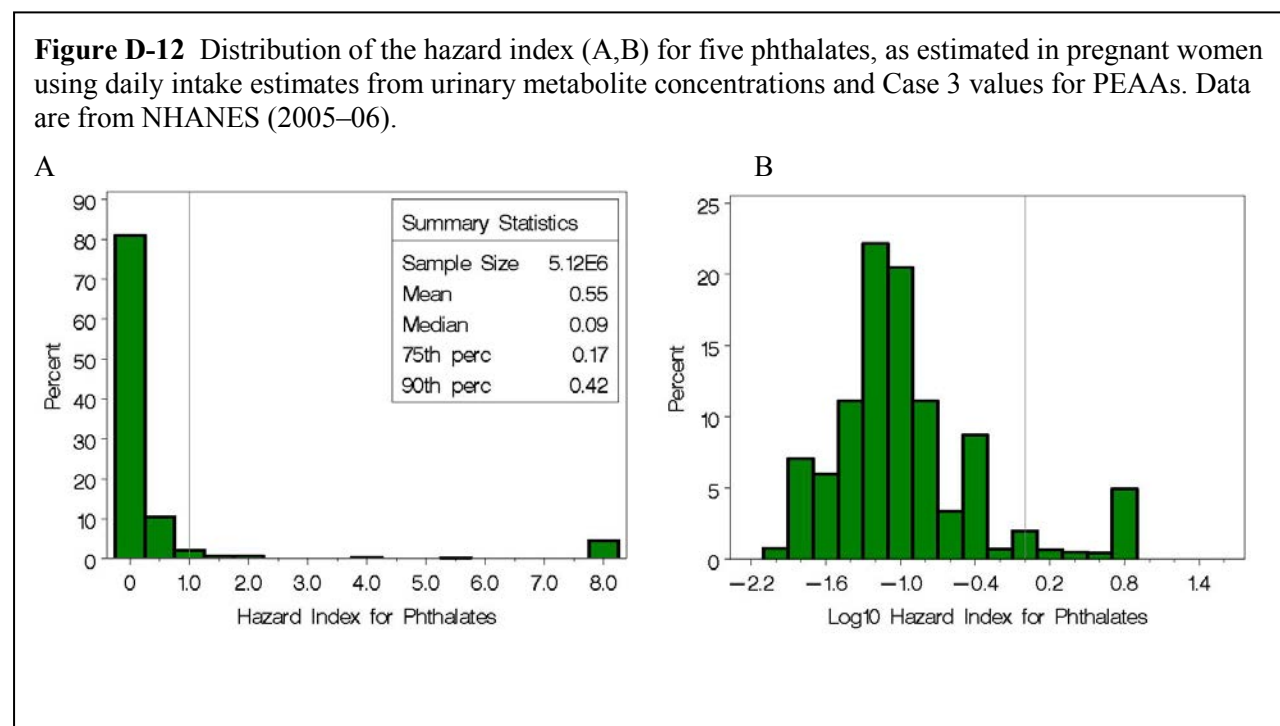 Figure D-12 Distribution of the hazard index (A,B) for five phthalates, as estimated in pregnant women
using daily intake estimates from urinary metabolite concentrations and Case 3 values for PEAAs. Data
are from NHANES (2005–06).
A
90
80
70
60
50
40
30
20
10
0
Percent
Summary Statistics
Sample Size 5.12E6
Mean 0.55
Median 0.09
75th perc 0.17
90th perc 0.42
0 1.0 2.0 3.0 4.0 5.0 6.0 7.0 8.0
Hazard Index for Phthalates
B
25
20
15
10
5
0
Percent
−2.2 −1.6 −1.0 −0.4 0.2 0.8 1.4
Log10 Hazard Index for Phthalates